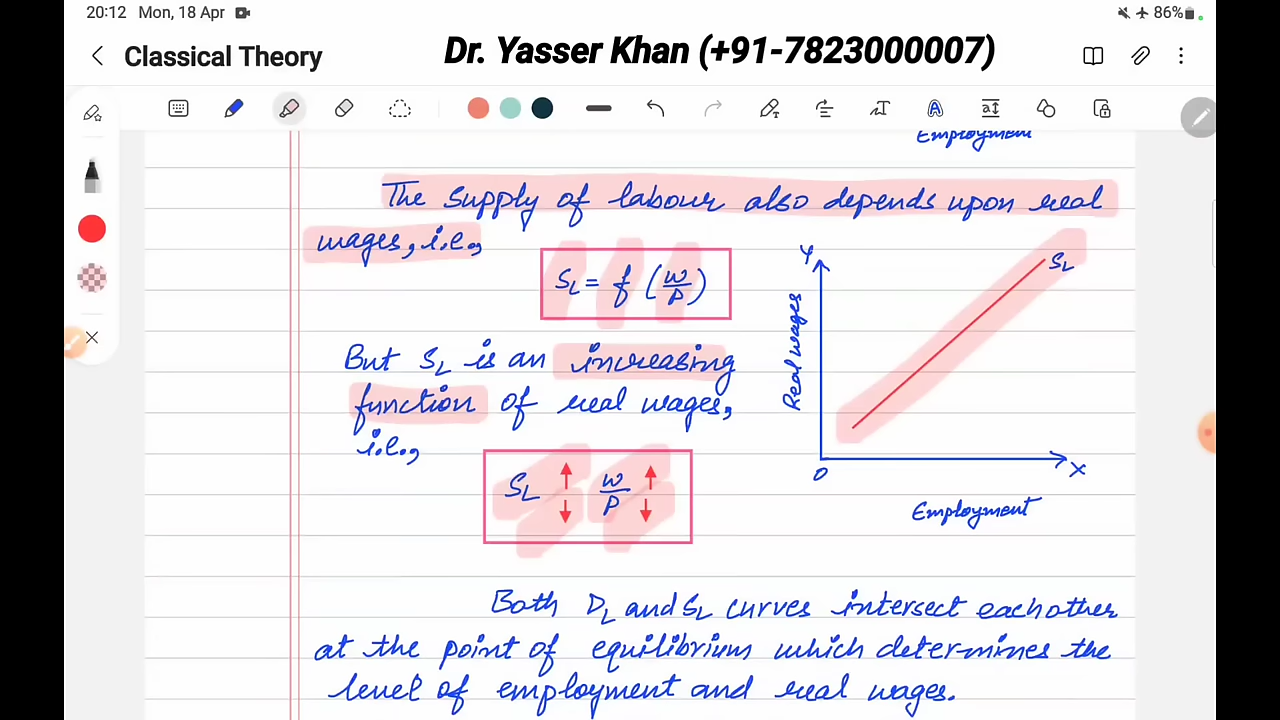 20:12 Mon, 18 Apr
86%
Classical Theory
Dr. Yasser Khan (+91-7823000007)
Employment
The supply of labour also depends upon real
wages, i.e.,
SL = f (w/P)
But SL is an increasing
function of real wages,
i.e.,
SL ↑ w/P ↑
↓ ↓
Y
SL
Real wages
O
X
Employment
Both DL and SL curves intersect each other
at the point of equilibrium which determines the
level of employment and real wages.